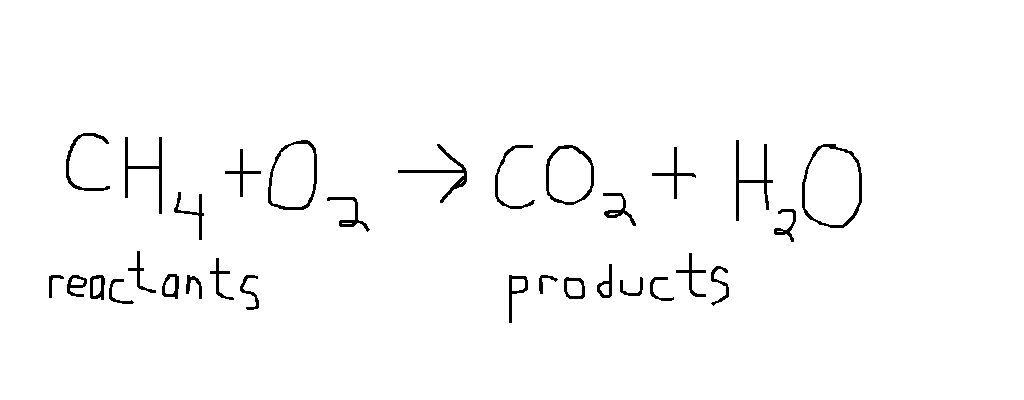 CH₄ + O₂ → CO₂ + H₂O
reactants products